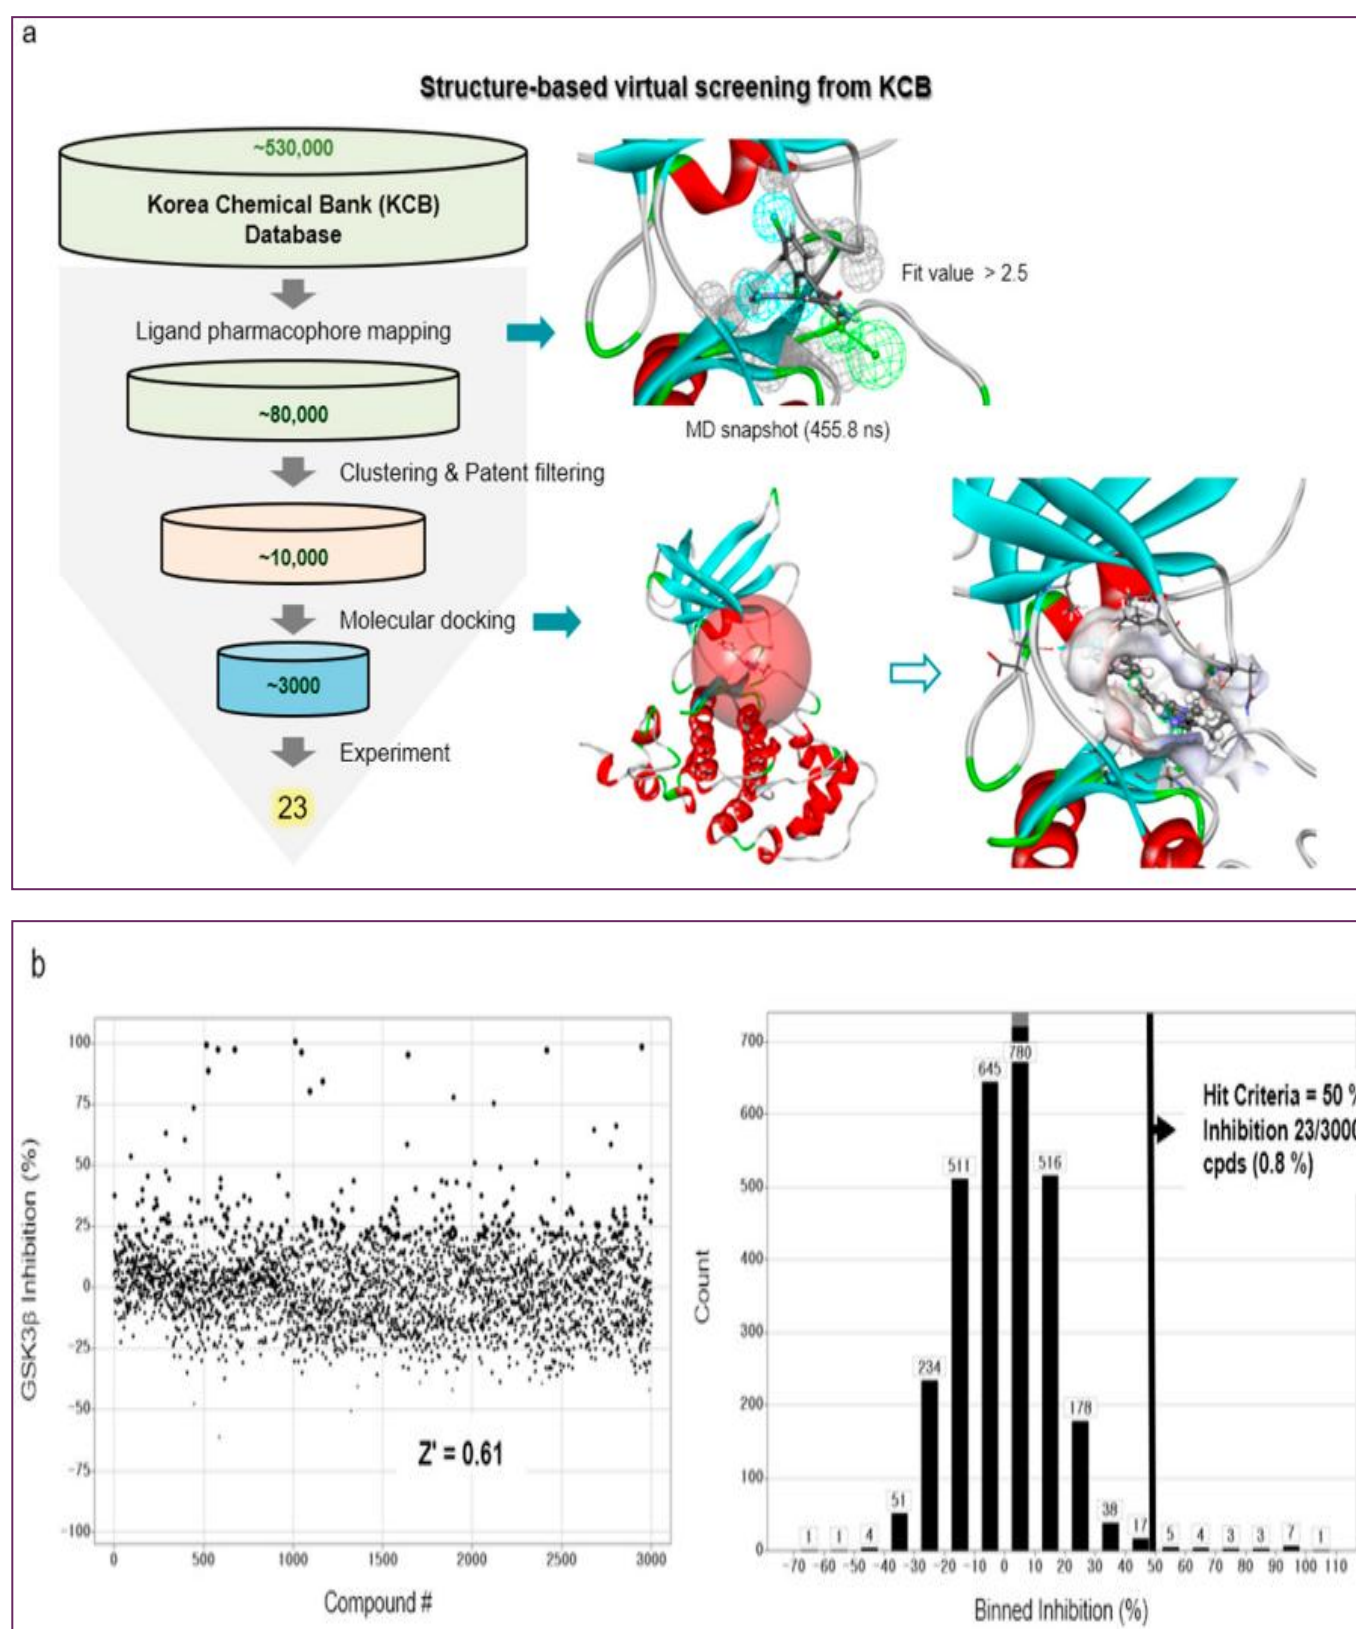 a
Structure-based virtual screening from KCB
~530,000
Korea Chemical Bank (KCB)
Database
Ligand pharmacophore mapping
Fit value > 2.5
~80,000
MD snapshot (455.8 ns)
Clustering & Patent filtering
~10,000
Molecular docking
~3000
Experiment
23
b
GSK3β Inhibition (%)
100
75
50
25
0
-25
-50
-75
-100
Z' = 0.61
0 500 1000 1500 2000 2500 3000
Compound #
Count
700
600
500
400
300
200
100
0
1 1 4 51 234 511 645 780 516 178 38 17 5 4 3 3 7 1
Hit Criteria = 50 %
Inhibition 23/3000
cpds (0.8 %)
-70 -60 -50 -40 -30 -20 -10 0 10 20 30 40 50 60 70 80 90 100 110
Binned Inhibition (%)